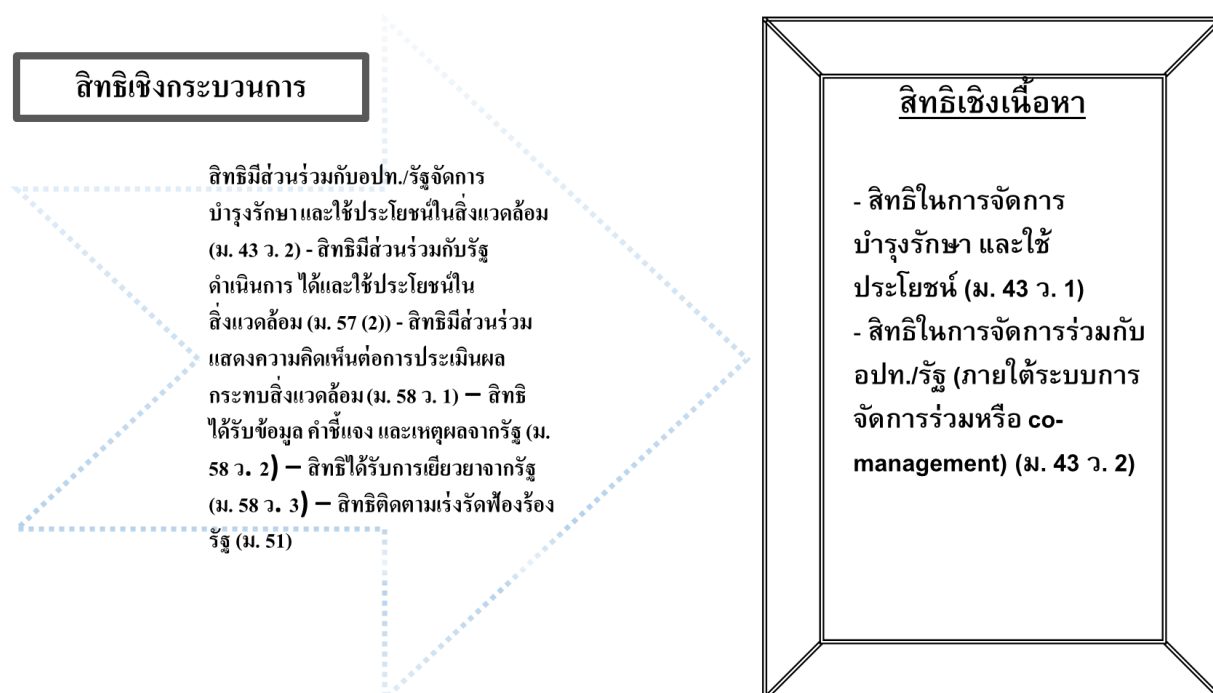 สิทธิเชิงกระบวนการ
สิทธิมีส่วนร่วมกับอปท./รัฐจัดการ
บำรุงรักษา และใช้ประโยชน์ในสิ่งแวดล้อม
(ม. 43 ว. 2) - สิทธิมีส่วนร่วมกับรัฐ
ดำเนินการ ได้และใช้ประโยชน์ใน
สิ่งแวดล้อม (ม. 57 (2)) - สิทธิมีส่วนร่วม
แสดงความคิดเห็นต่อการประเมินผล
กระทบสิ่งแวดล้อม (ม. 58 ว. 1) – สิทธิ
ได้รับข้อมูล คำชี้แจง และเหตุผลจากรัฐ (ม.
58 ว. 2) – สิทธิได้รับการเยียวยาจากรัฐ
(ม. 58 ว. 3) – สิทธิติดตามเร่งรัดฟ้องร้อง
รัฐ (ม. 51)
สิทธิเชิงเนื้อหา
- สิทธิในการจัดการ
บำรุงรักษา และใช้
ประโยชน์ (ม. 43 ว. 1)
- สิทธิในการจัดการร่วมกับ
อปท./รัฐ (ภายใต้ระบบการ
จัดการร่วมหรือ co-
management) (ม. 43 ว. 2)